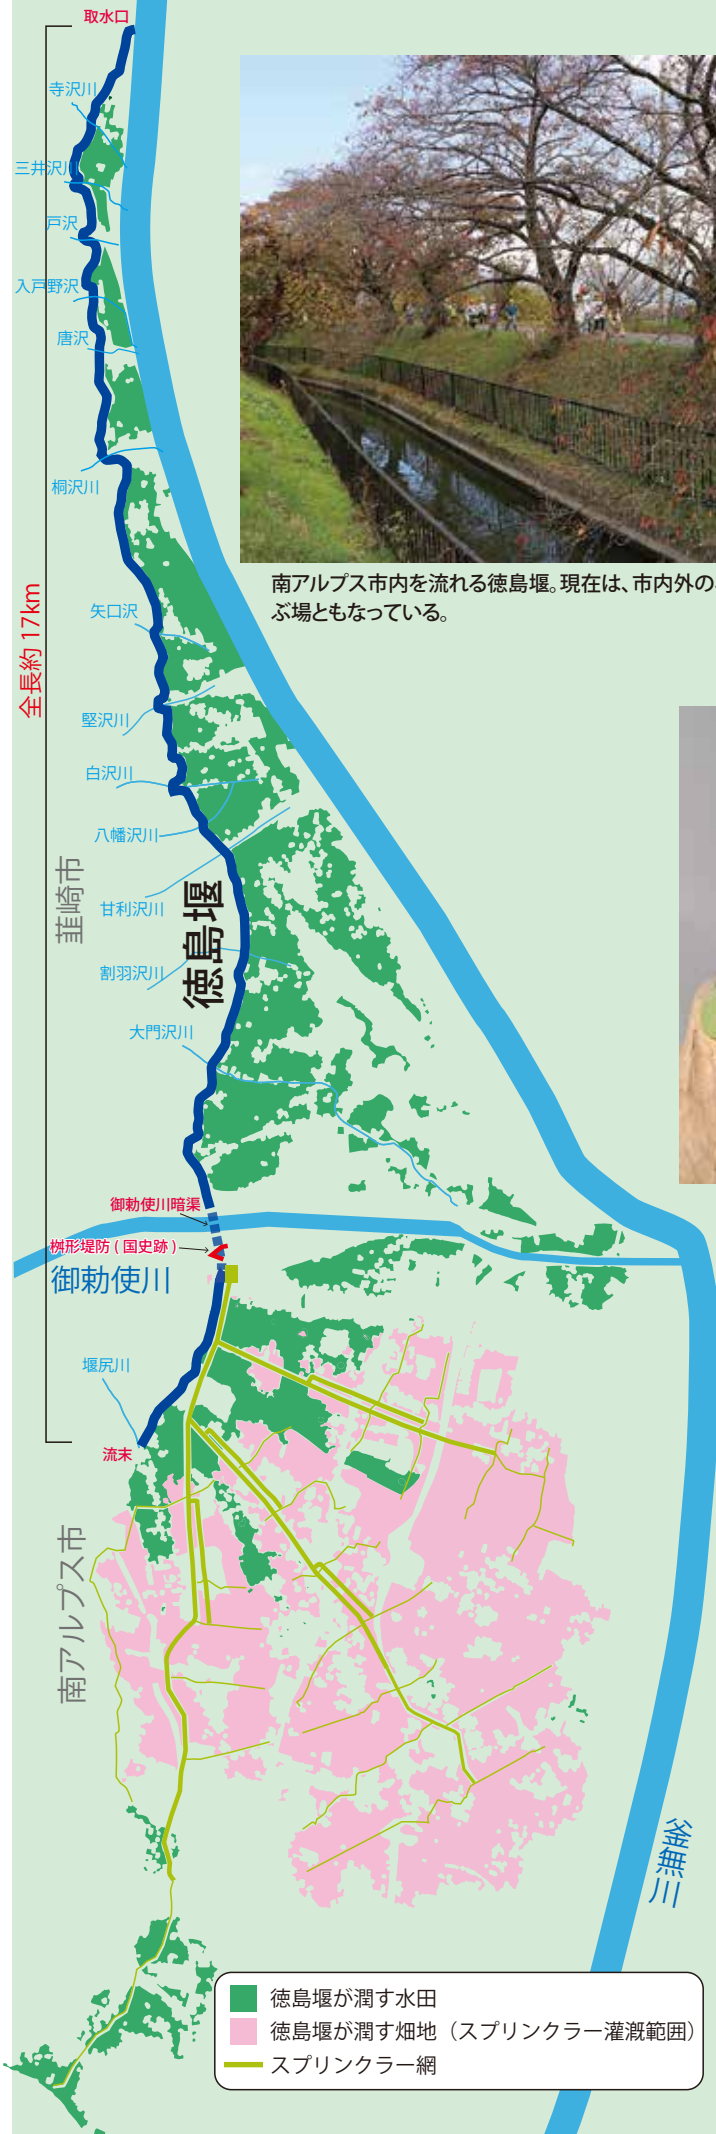 取水口
寺沢川
三井沢川
戸沢
入戸野沢
唐沢
桐沢川
南アルプス市内を流れる徳島堰。現在は、市内外の
ぶ場ともなっている。
全長約17km
矢口沢
堅沢川
白沢川
八幡沢川
韮崎市
徳島堰
甘利沢川
割羽沢川
大門沢川
御勅使川暗渠
桝形堤防(国史跡)
御勅使川
堰尻川
流末
南アルプス市
釜無川
徳島堰が潤す水田
徳島堰が潤す畑地（スプリンクラー灌漑範囲）
スプリンクラー網